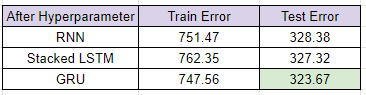 After Hyperparameter Train Error Test Error
RNN 751.47 328.38
Stacked LSTM 762.35 327.32
GRU 747.56 323.67